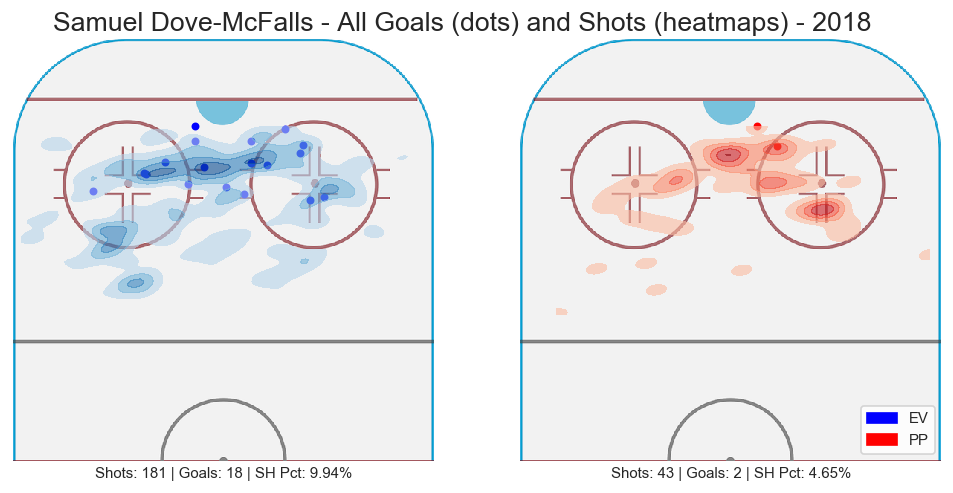 Samuel Dove-McFalls - All Goals (dots) and Shots (heatmaps) - 2018
EV
PP
Shots: 181 | Goals: 18 | SH Pct: 9.94%
Shots: 43 | Goals: 2 | SH Pct: 4.65%